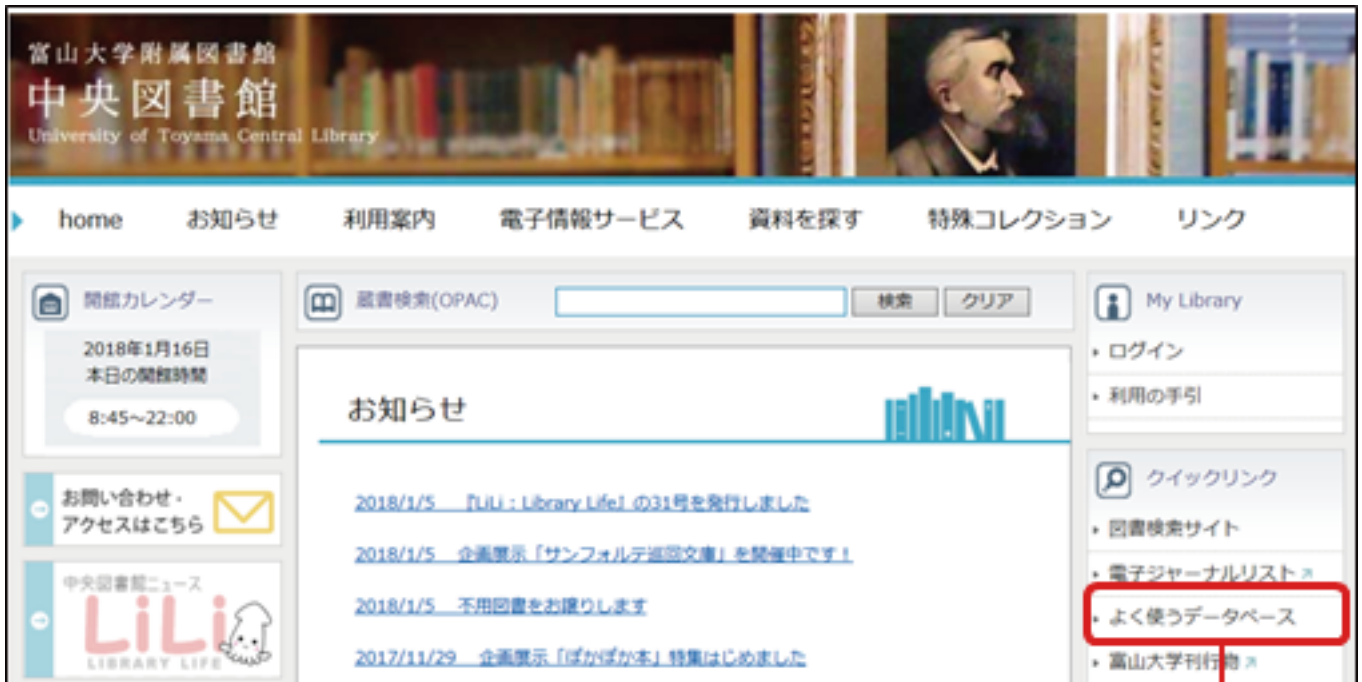 富山大学附属図書館
中央図書館
University of Toyama Central Library
home お知らせ 利用案内 電子情報サービス 資料を探す 特殊コレクション リンク
開館カレンダー
2018年1月16日
本日の開館時間
8:45～22:00
お問い合わせ・
アクセスはこちら
中央図書館ニュース
LiLi
LIBRARY LIFE
蔵書検索(OPAC) 検索 クリア
お知らせ
2018/1/5 『LiLi：Library Life』の31号を発行しました
2018/1/5 企画展示「サンフォルテ巡回文庫」を開催中です！
2018/1/5 不用図書をお譲りします
2017/11/29 企画展示「ぽかぽか本」特集はじめました
My Library
ログイン
利用の手引
クイックリンク
図書検索サイト
電子ジャーナルリスト
よく使うデータベース
富山大学刊行物